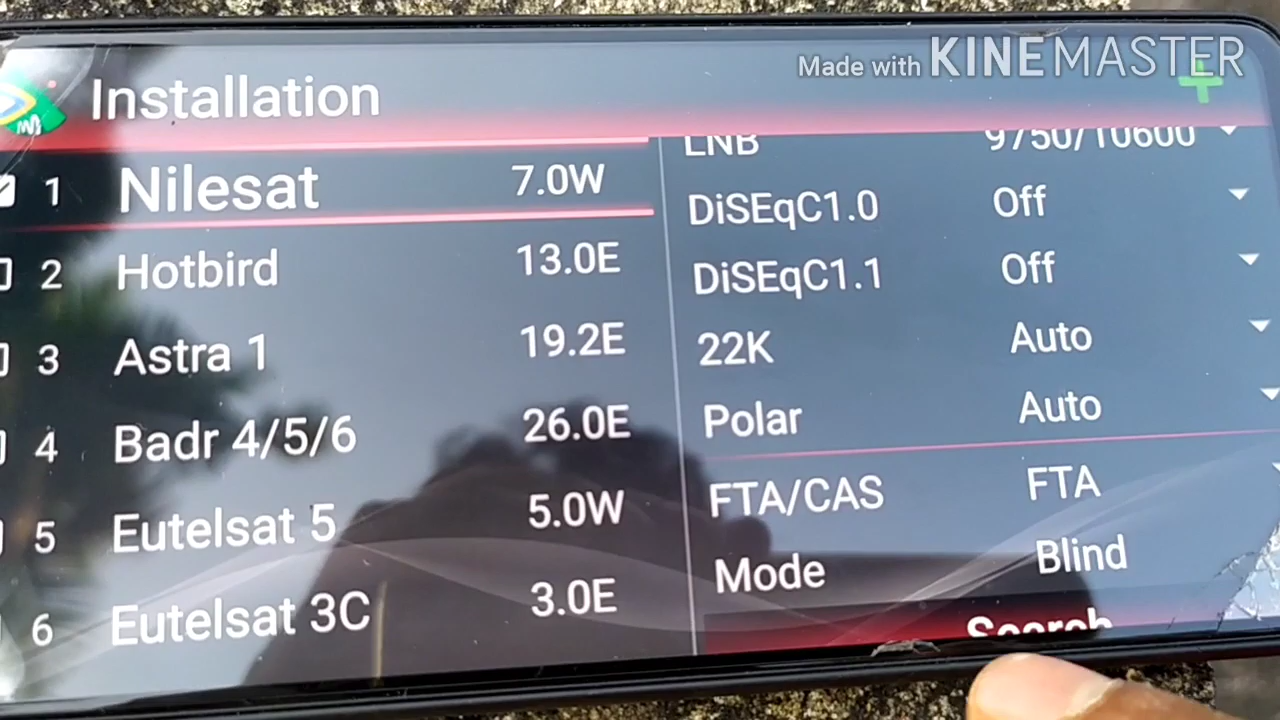 Made with KINEMASTER
Installation
1 Nilesat 7.0W
2 Hotbird 13.0E
3 Astra 1 19.2E
4 Badr 4/5/6 26.0E
5 Eutelsat 5 5.0W
6 Eutelsat 3C 3.0E
LNB 9750/10600
DiSEqC1.0 Off
DiSEqC1.1 Off
22K Auto
Polar Auto
FTA/CAS FTA
Mode Blind
Search